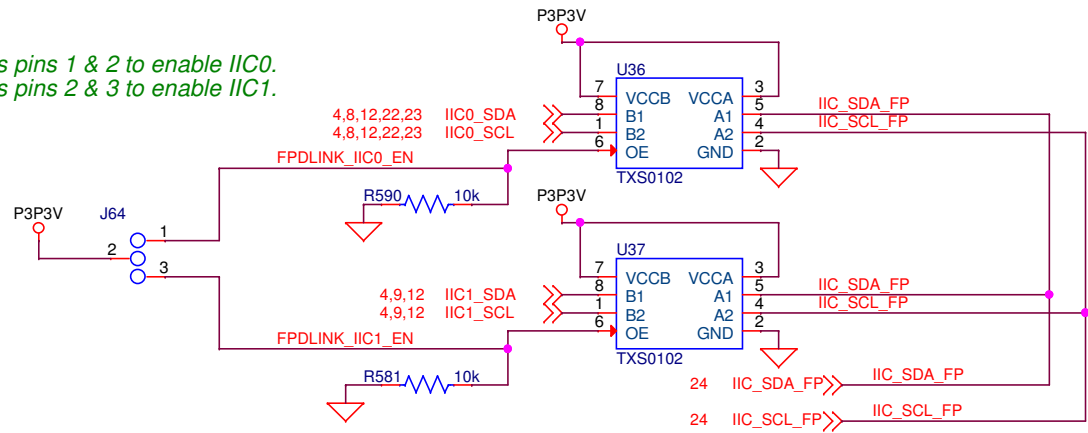 P3P3V
s pins 1 & 2 to enable IIC0.
s pins 2 & 3 to enable IIC1.
U36
7 VCCB VCCA 3
4,8,12,22,23 IIC0_SDA 8 B1 A1 5 IIC_SDA_FP
4,8,12,22,23 IIC0_SCL 1 B2 A2 4 IIC_SCL_FP
FPDLINK_IIC0_EN 6 OE GND 2
TXS0102
R590 10k
P3P3V
P3P3V J64
1
2
3
U37
7 VCCB VCCA 3
4,9,12 IIC1_SDA 8 B1 A1 5 IIC_SDA_FP
4,9,12 IIC1_SCL 1 B2 A2 4 IIC_SCL_FP
FPDLINK_IIC1_EN 6 OE GND 2
TXS0102
R581 10k
24 IIC_SDA_FP IIC_SDA_FP
24 IIC_SCL_FP IIC_SCL_FP